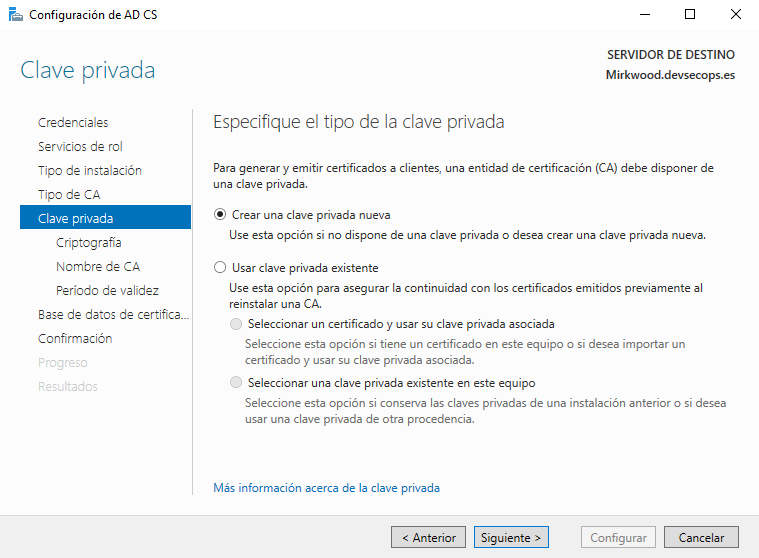 Configuración de AD CS
Clave privada
SERVIDOR DE DESTINO
Mirkwood.devsecops.es
Credenciales
Servicios de rol
Tipo de instalación
Tipo de CA
Clave privada
Criptografía
Nombre de CA
Período de validez
Base de datos de certifica...
Confirmación
Progreso
Resultados
Especifique el tipo de la clave privada
Para generar y emitir certificados a clientes, una entidad de certificación (CA) debe disponer de
una clave privada.
Crear una clave privada nueva
Use esta opción si no dispone de una clave privada o desea crear una clave privada nueva.
Usar clave privada existente
Use esta opción para asegurar la continuidad con los certificados emitidos previamente al
reinstalar una CA.
Seleccionar un certificado y usar su clave privada asociada
Seleccione esta opción si tiene un certificado en este equipo o si desea importar un
certificado y usar su clave privada asociada.
Seleccionar una clave privada existente en este equipo
Seleccione esta opción si conserva las claves privadas de una instalación anterior o si desea
usar una clave privada de otra procedencia.
Más información acerca de la clave privada
< Anterior
Siguiente >
Configurar
Cancelar